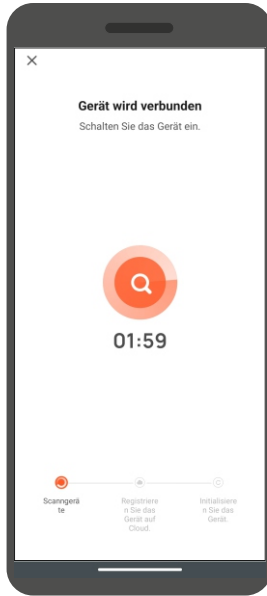 Gerät wird verbunden
Schalten Sie das Gerät ein.
01:59
Scanngerä
te
Registriere
n Sie das
Gerät auf
Cloud.
Initialisiere
n Sie das
Gerät.